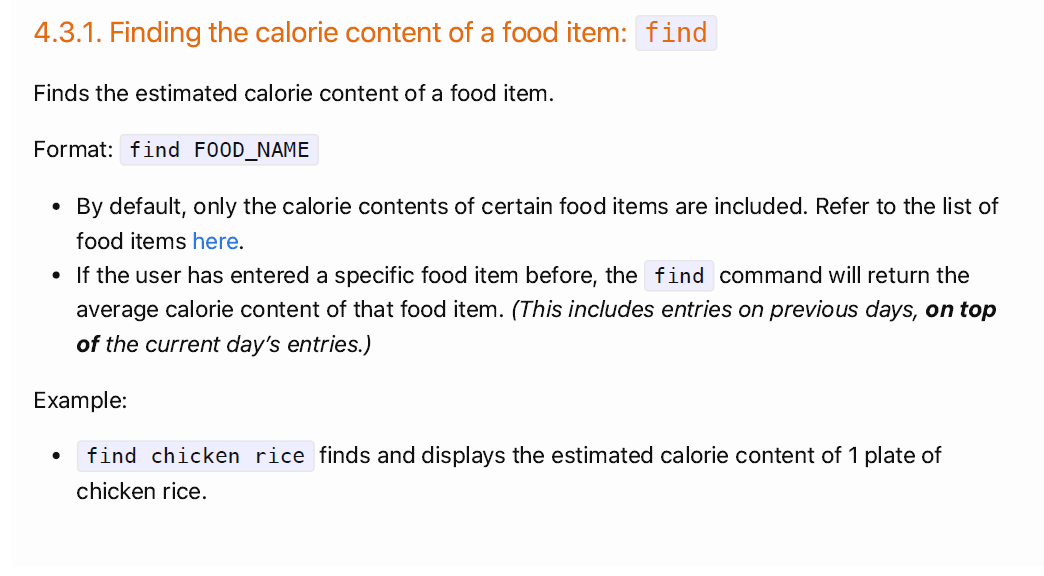 4.3.1. Finding the calorie content of a food item: find
Finds the estimated calorie content of a food item.
Format: find FOOD_NAME
• By default, only the calorie contents of certain food items are included. Refer to the list of
food items here.
• If the user has entered a specific food item before, the find command will return the
average calorie content of that food item. (This includes entries on previous days, on top
of the current day’s entries.)
Example:
• find chicken rice finds and displays the estimated calorie content of 1 plate of
chicken rice.